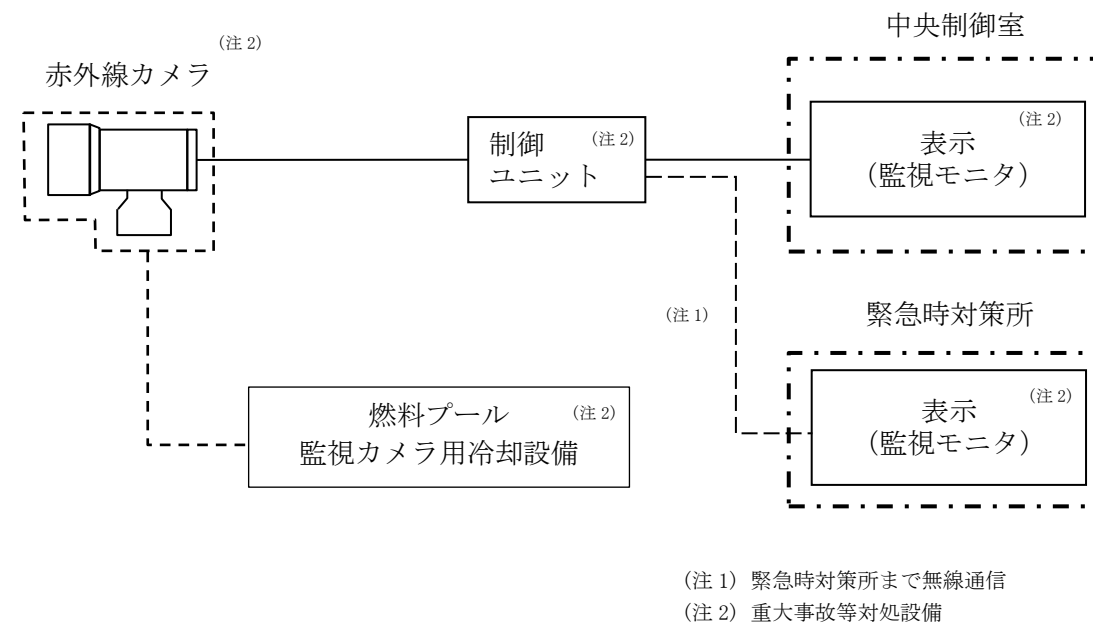 中央制御室
(注 2)
赤外線カメラ
(注 2)
制御
ユニット
(注 2)
表示
(監視モニタ)
(注 1)
緊急時対策所
(注 2)
表示
(監視モニタ)
燃料プール
(注 2)
監視カメラ用冷却設備
(注 1) 緊急時対策所まで無線通信
(注 2) 重大事故等対処設備